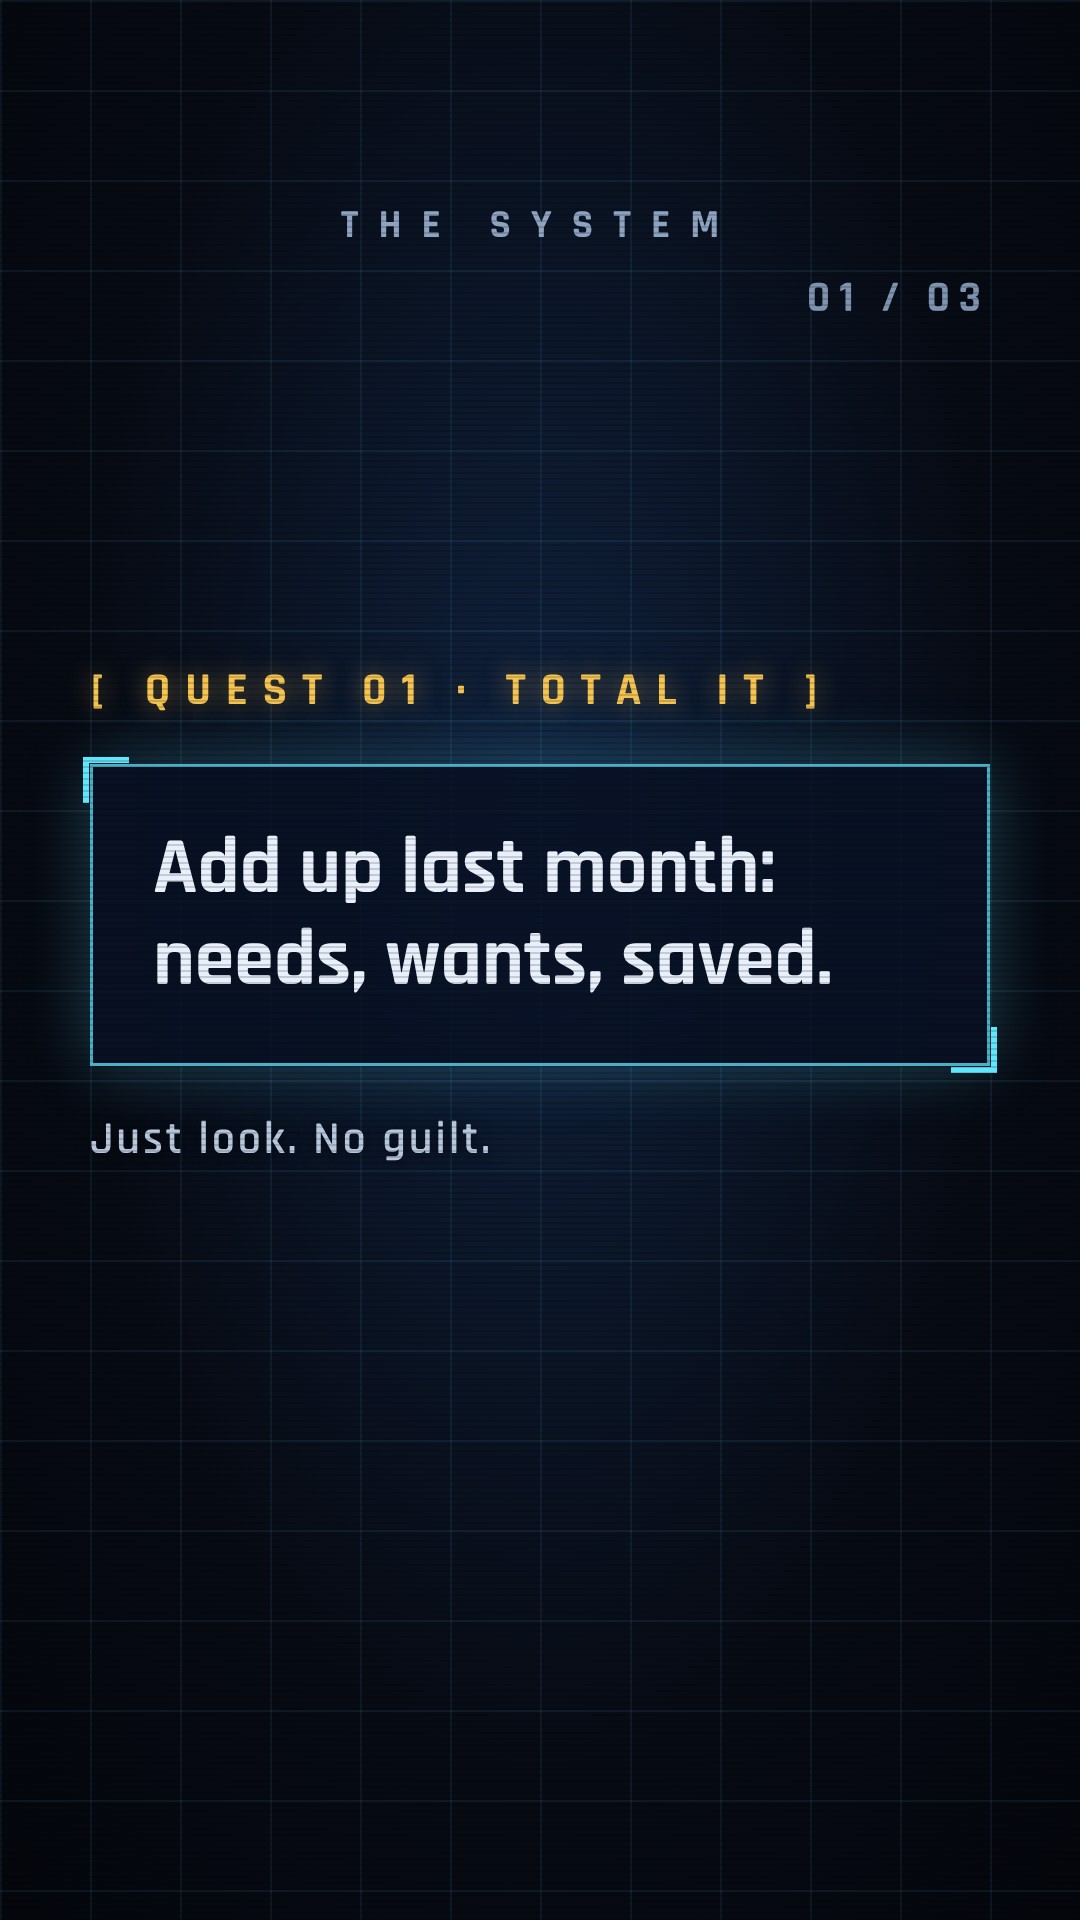 THE SYSTEM
01 / 03
[ QUEST 01 · TOTAL IT ]
Add up last month:
needs, wants, saved.
Just look. No guilt.